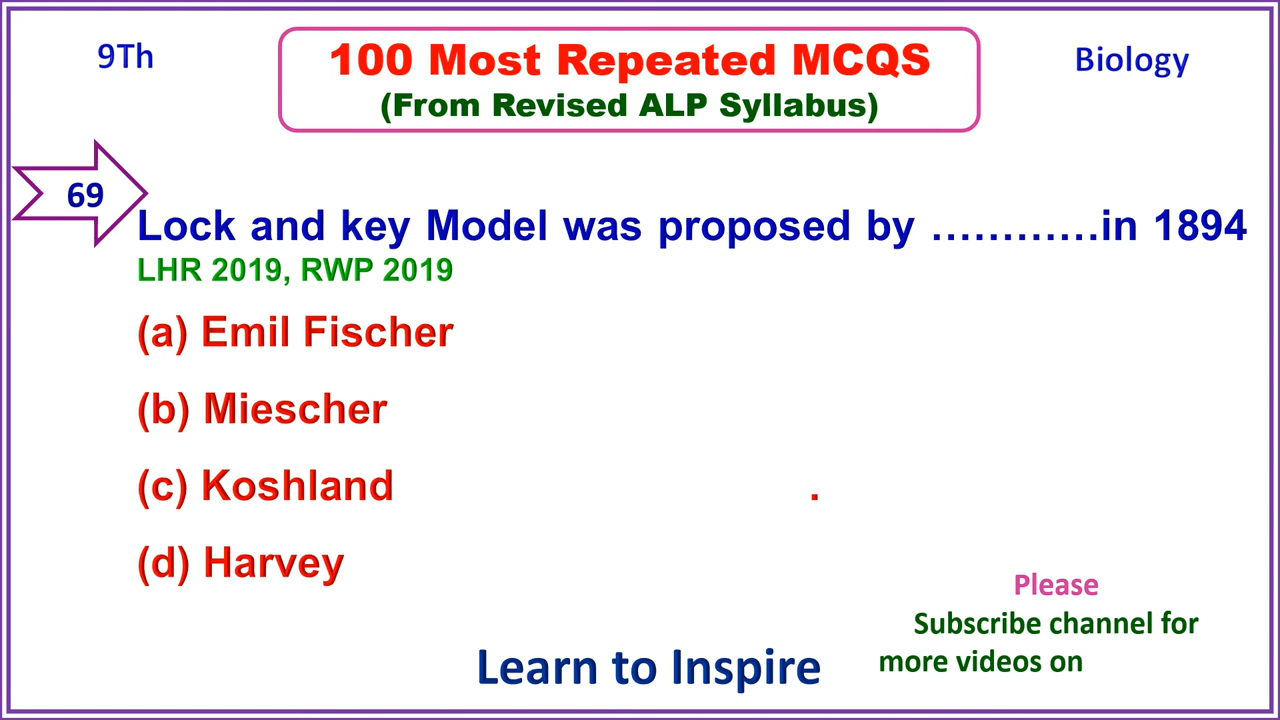 9Th
100 Most Repeated MCQS
Biology
(From Revised ALP Syllabus)
69
Lock and key Model was proposed by …………in 1894
LHR 2019, RWP 2019
(a) Emil Fischer
(b) Miescher
(c) Koshland .
(d) Harvey
Please
Subscribe channel for
more videos on
Learn to Inspire